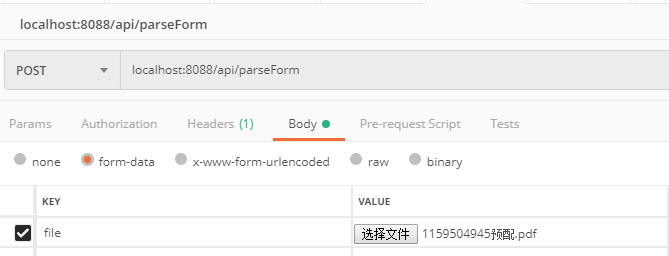 localhost:8088/api/parseForm
POST localhost:8088/api/parseForm
Params Authorization Headers (1) Body Pre-request Script Tests
none form-data x-www-form-urlencoded raw binary
KEY VALUE
file 选择文件 1159504945预配.pdf